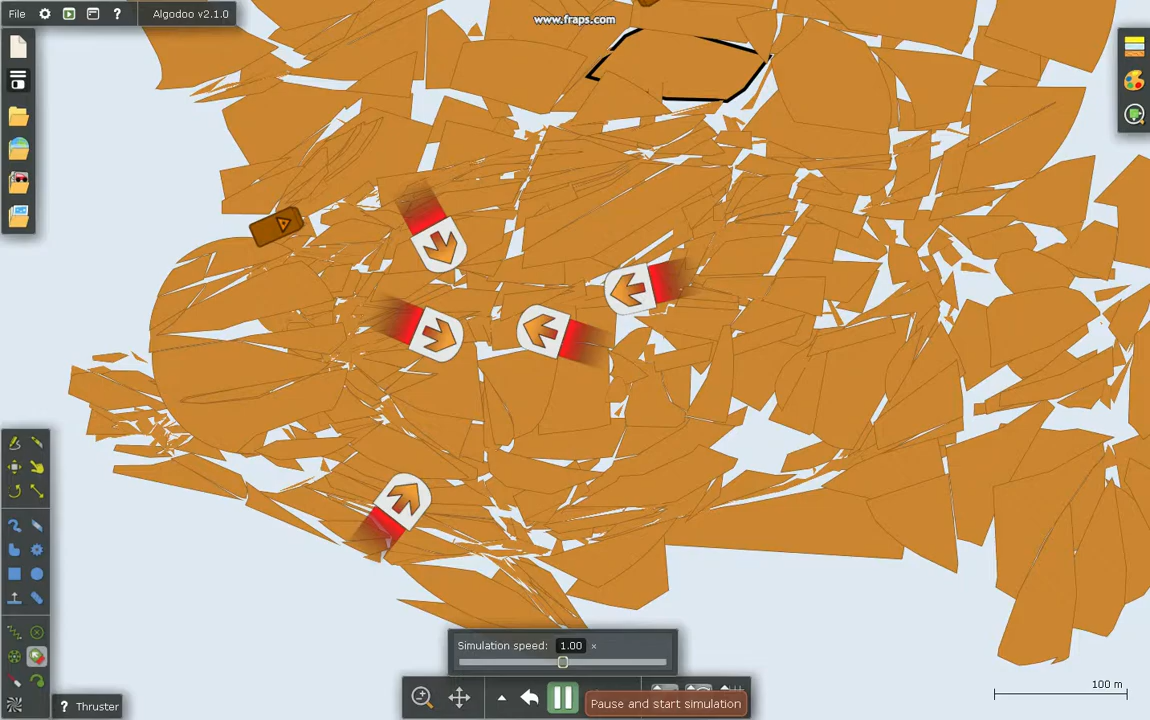 File ? Algodoo v2.1.0
www.fraps.com
Simulation speed: 1.00 ×
Pause and start simulation
? Thruster
100 m